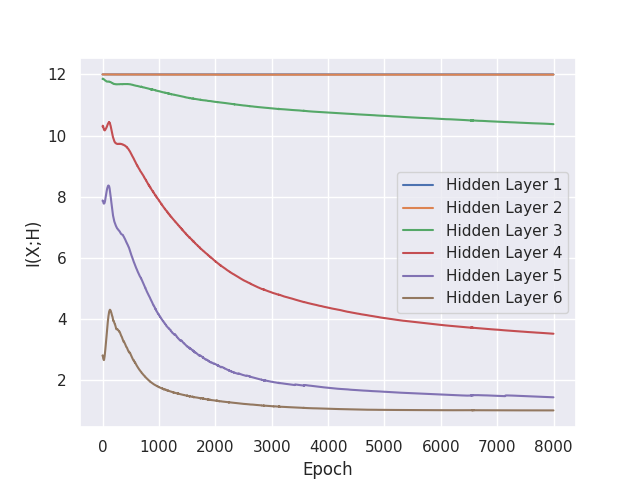 12
10
8
6
4
2
I(X;H)
Hidden Layer 1
Hidden Layer 2
Hidden Layer 3
Hidden Layer 4
Hidden Layer 5
Hidden Layer 6
0 1000 2000 3000 4000 5000 6000 7000 8000
Epoch